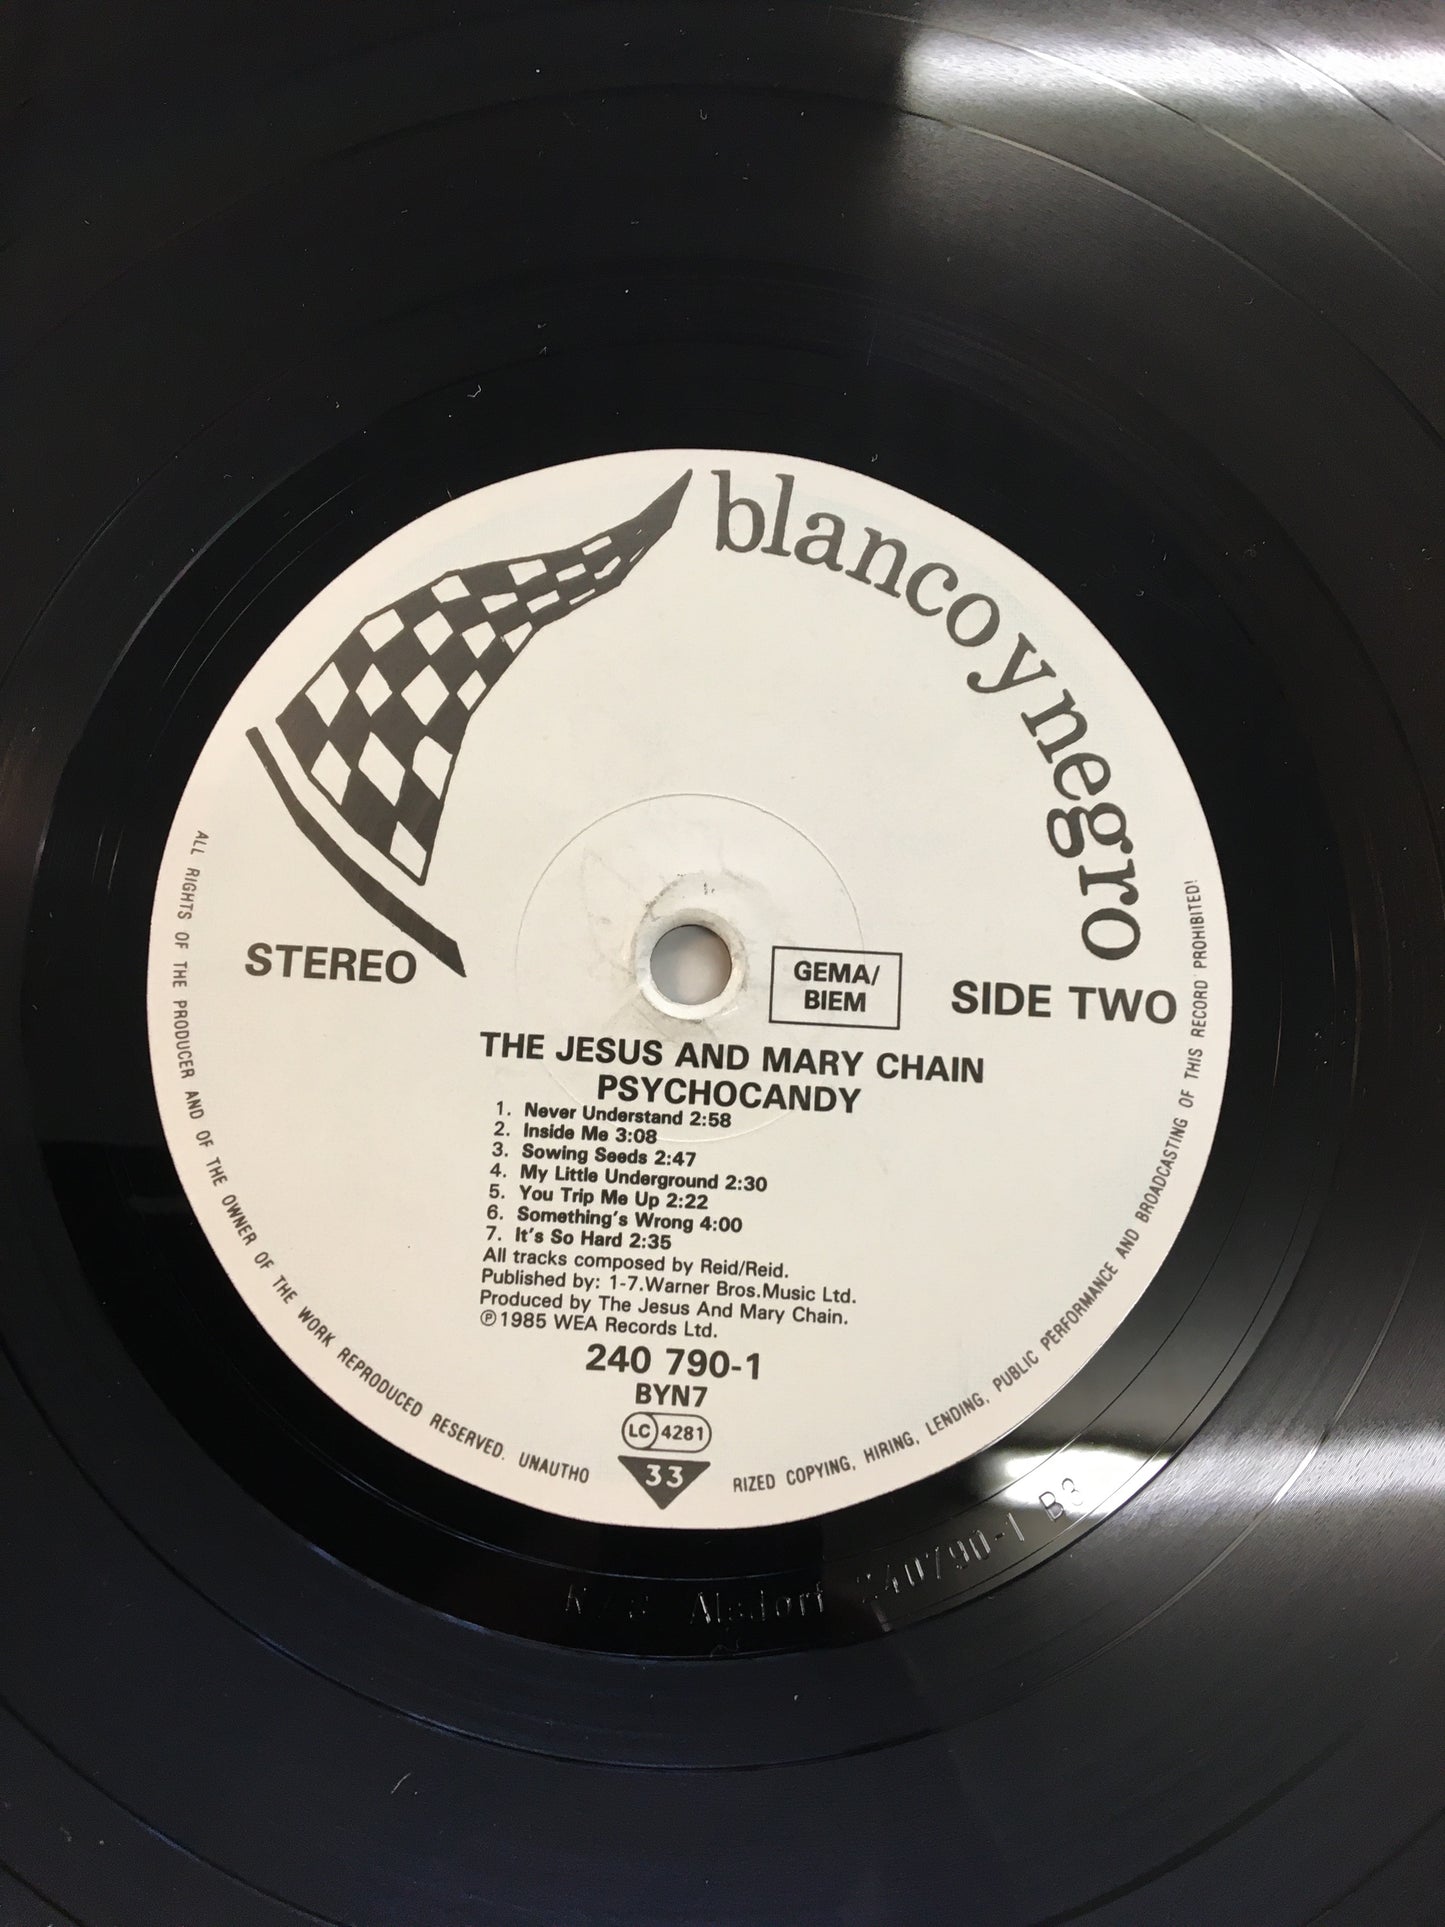 blanco y negro
STEREO
GEMA/
BIEM
SIDE TWO
THE JESUS AND MARY CHAIN
PSYCHOCANDY
1. Never Understand 2:58
2. Inside Me 3:08
3. Sowing Seeds 2:47
4. My Little Underground 2:30
5. You Trip Me Up 2:22
6. Something's Wrong 4:00
7. It's So Hard 2:35
All tracks composed by Reid/Reid.
Published by: 1-7.Warner Bros.Music Ltd.
Produced by The Jesus And Mary Chain.
℗1985 WEA Records Ltd.
240 790-1
BYN7
LC 4281
33
ALL RIGHTS OF THE PRODUCER AND OF THE OWNER OF THE WORK REPRODUCED RESERVED. UNAUTHO RIZED COPYING, HIRING, LENDING, PUBLIC PERFORMANCE AND BROADCASTING OF THIS RECORD PROHIBITED!
Alsdorf 240790-1 B3